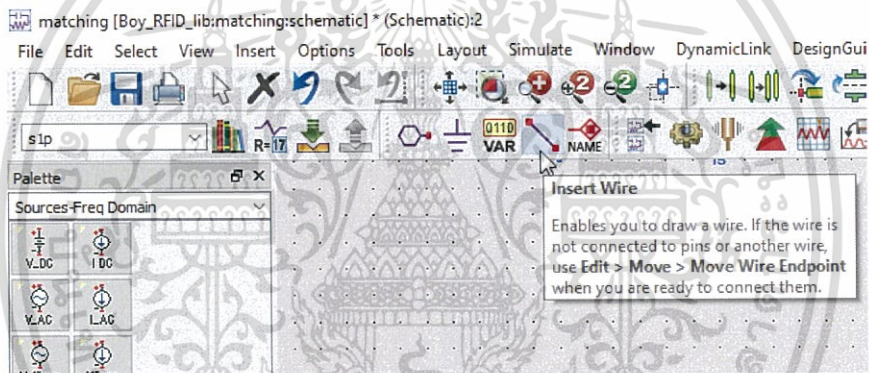 matching [Boy_RFID_lib:matching:schematic] * (Schematic):2
File Edit Select View Insert Options Tools Layout Simulate Window DynamicLink DesignGui
s1p
R=17
0110
VAR
NAME
Palette
Sources-Freq Domain
V_DC I_DC
V_AC I_AC
Insert Wire
Enables you to draw a wire. If the wire is
not connected to pins or another wire,
use Edit > Move > Move Wire Endpoint
when you are ready to connect them.